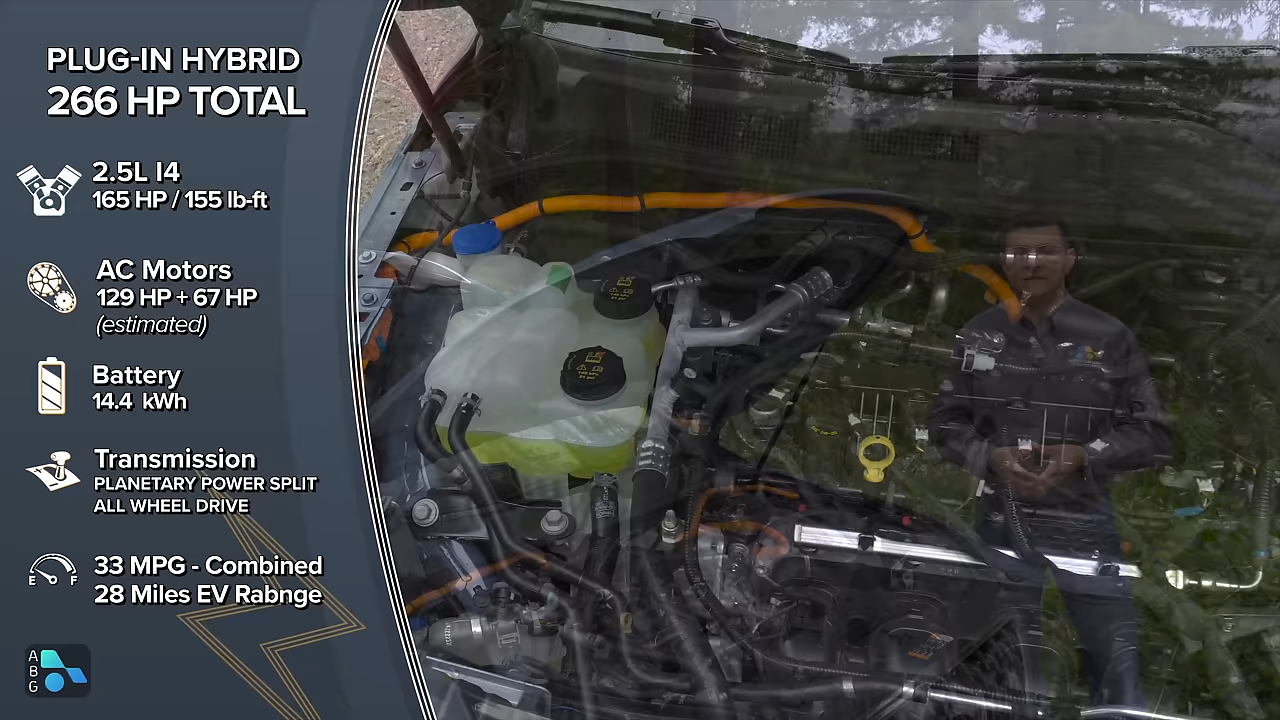 PLUG-IN HYBRID
266 HP TOTAL
2.5L I4
165 HP / 155 lb-ft
AC Motors
129 HP + 67 HP
(estimated)
Battery
14.4 kWh
Transmission
PLANETARY POWER SPLIT
ALL WHEEL DRIVE
E F
33 MPG - Combined
28 Miles EV Rabnge
A
B
G